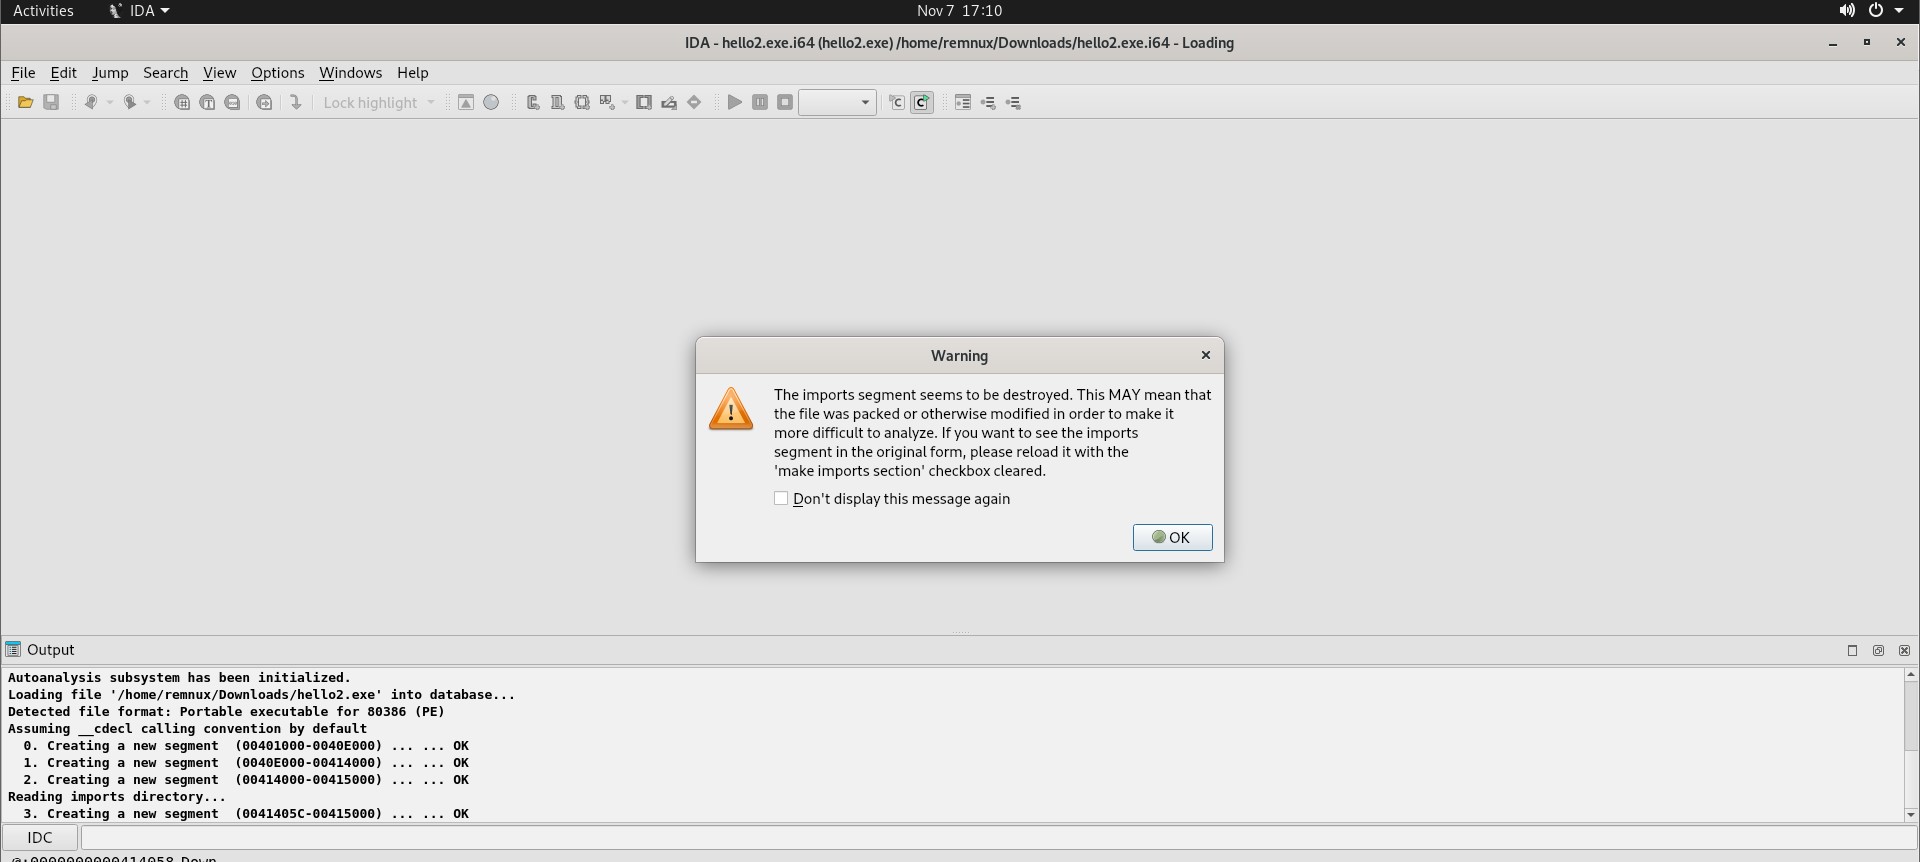 Activities IDA Nov 7 17:10
IDA - hello2.exe.i64 (hello2.exe) /home/remnux/Downloads/hello2.exe.i64 - Loading
File Edit Jump Search View Options Windows Help
Lock highlight
Warning
The imports segment seems to be destroyed. This MAY mean that
the file was packed or otherwise modified in order to make it
more difficult to analyze. If you want to see the imports
segment in the original form, please reload it with the
'make imports section' checkbox cleared.
Don't display this message again
OK
Output
Autoanalysis subsystem has been initialized.
Loading file '/home/remnux/Downloads/hello2.exe' into database...
Detected file format: Portable executable for 80386 (PE)
Assuming __cdecl calling convention by default
0. Creating a new segment (00401000-0040E000) ... ... OK
1. Creating a new segment (0040E000-00414000) ... ... OK
2. Creating a new segment (00414000-00415000) ... ... OK
Reading imports directory...
3. Creating a new segment (0041405C-00415000) ... ... OK
IDC
@:0000000000414058 Down